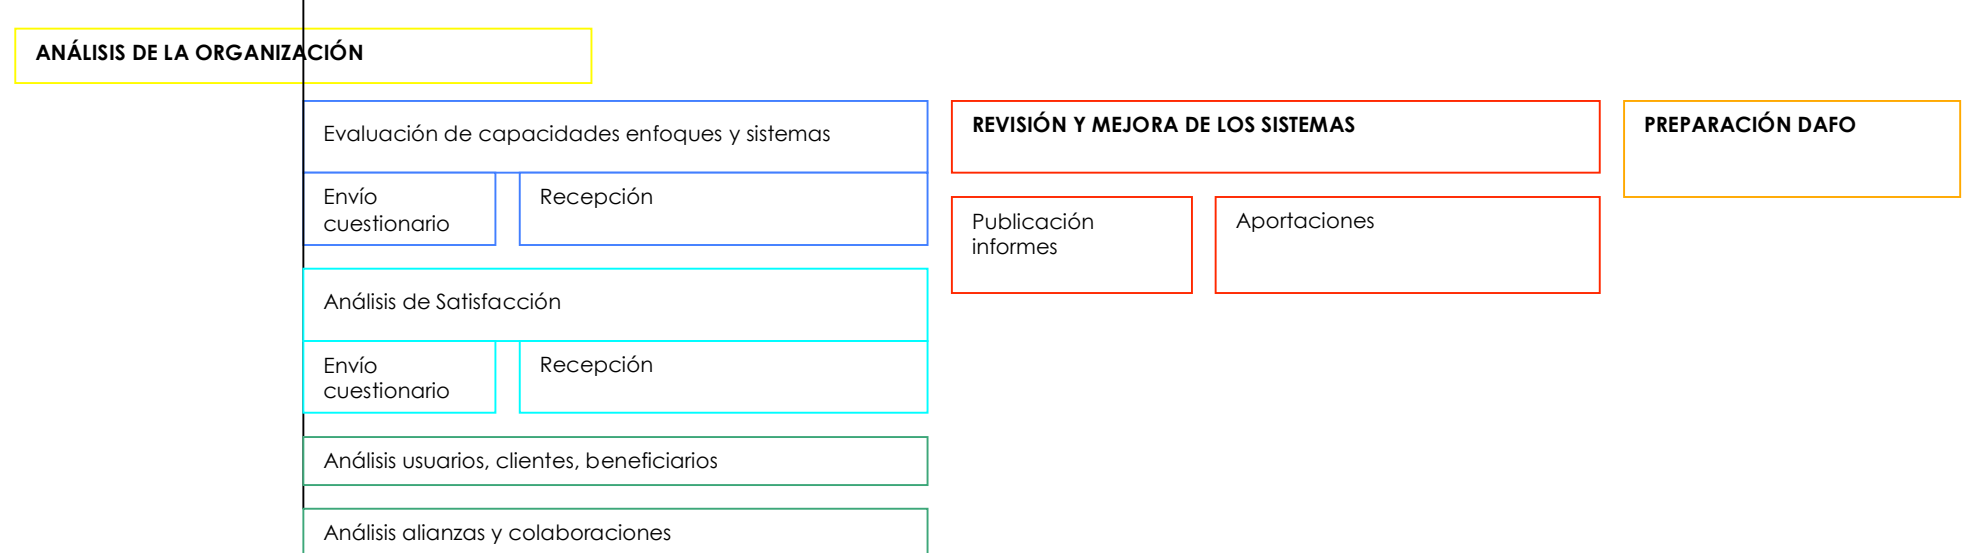 ANÁLISIS DE LA ORGANIZACIÓN
Evaluación de capacidades enfoques y sistemas
Envío
cuestionario
Recepción
Análisis de Satisfacción
Envío
cuestionario
Recepción
Análisis usuarios, clientes, beneficiarios
Análisis alianzas y colaboraciones
REVISIÓN Y MEJORA DE LOS SISTEMAS
Publicación
informes
Aportaciones
PREPARACIÓN DAFO